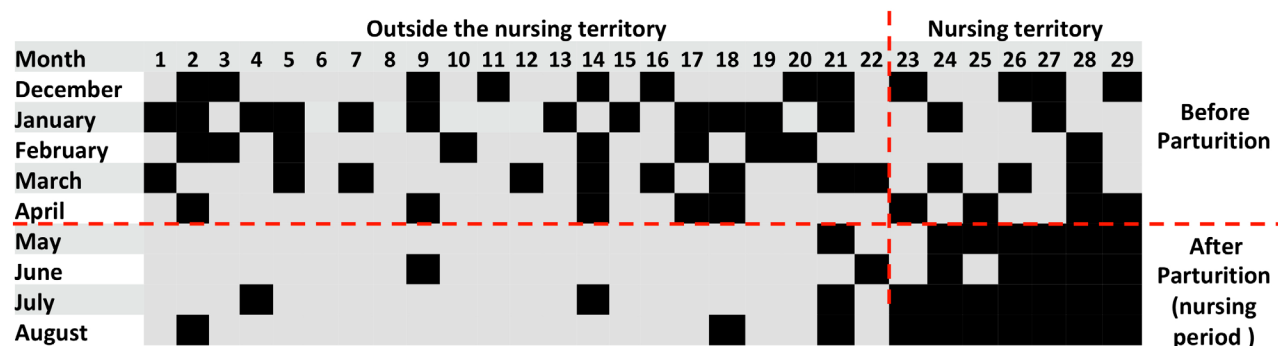 Outside the nursing territory Nursing territory
Month 1 2 3 4 5 6 7 8 9 10 11 12 13 14 15 16 17 18 19 20 21 22 23 24 25 26 27 28 29
December
January
February
March
April
Before
Parturition
May
June
July
August
After
Parturition
(nursing
period )